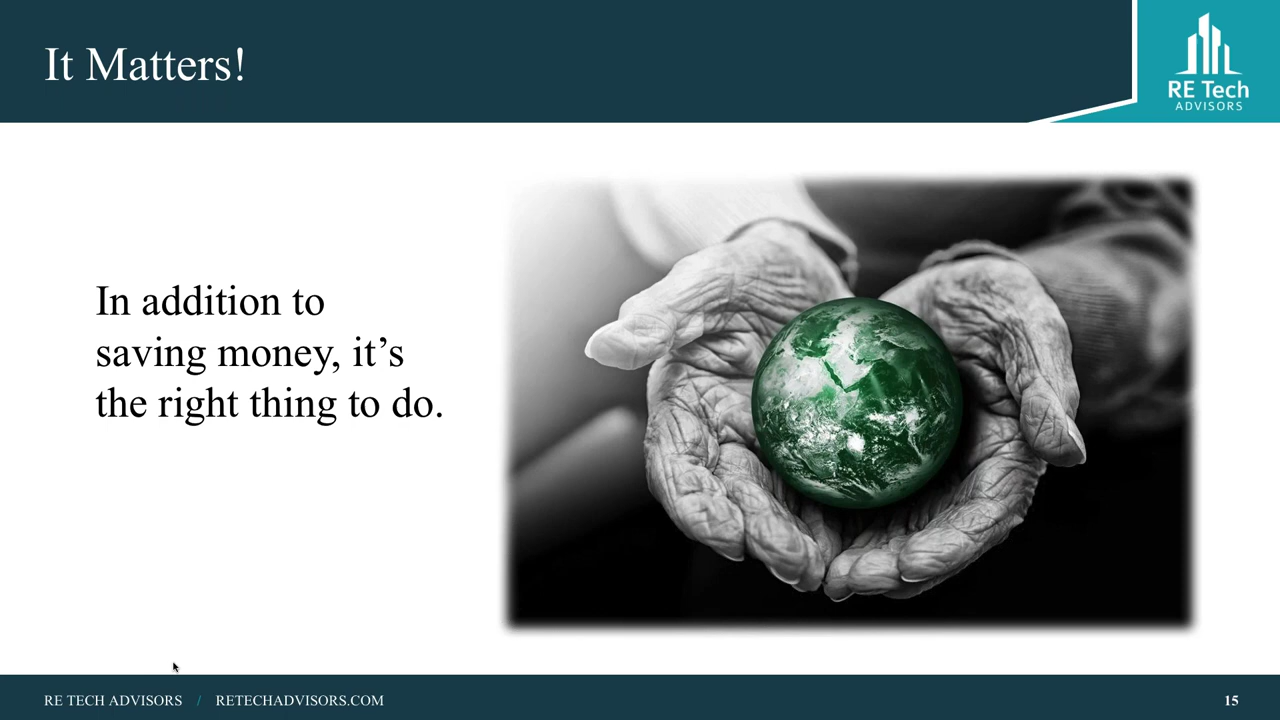 It Matters!
RE Tech
ADVISORS
In addition to
saving money, it’s
the right thing to do.
RE TECH ADVISORS / RETECHADVISORS.COM
15